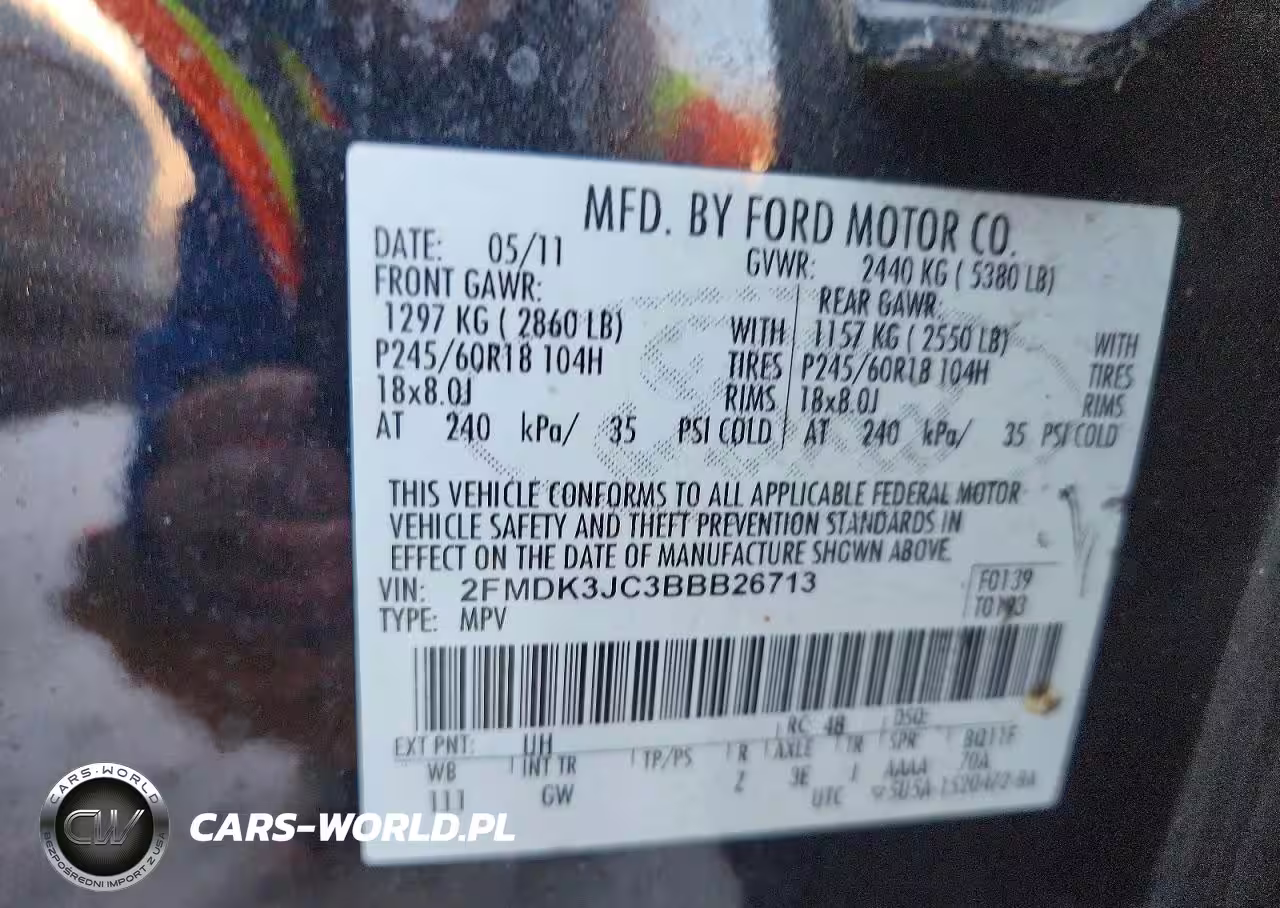 MFD. BY FORD MOTOR CO.
DATE: 05/11
GVWR: 2440 KG ( 5380 LB)
FRONT GAWR:
1297 KG ( 2860 LB) WITH
P245/60R18 104H TIRES
18x8.0J RIMS
AT 240 kPa/ 35 PSI COLD
REAR GAWR:
1157 KG ( 2550 LB) WITH
P245/60R18 104H TIRES
18x8.0J RIMS
AT 240 kPa/ 35 PSI COLD
THIS VEHICLE CONFORMS TO ALL APPLICABLE FEDERAL MOTOR
VEHICLE SAFETY AND THEFT PREVENTION STANDARDS IN
EFFECT ON THE DATE OF MANUFACTURE SHOWN ABOVE.
VIN: 2FMDK3JC3BBB26713
TYPE: MPV
F0139
EXT PNT: UH RC: 48 DSO:
WB INT TR TP/PS R AXLE TR SPR
111 GW 2 3E AAAA
UTC
CARS-WORLD
CW
BEZPOŚREDNI IMPORT Z USA
CARS-WORLD.PL